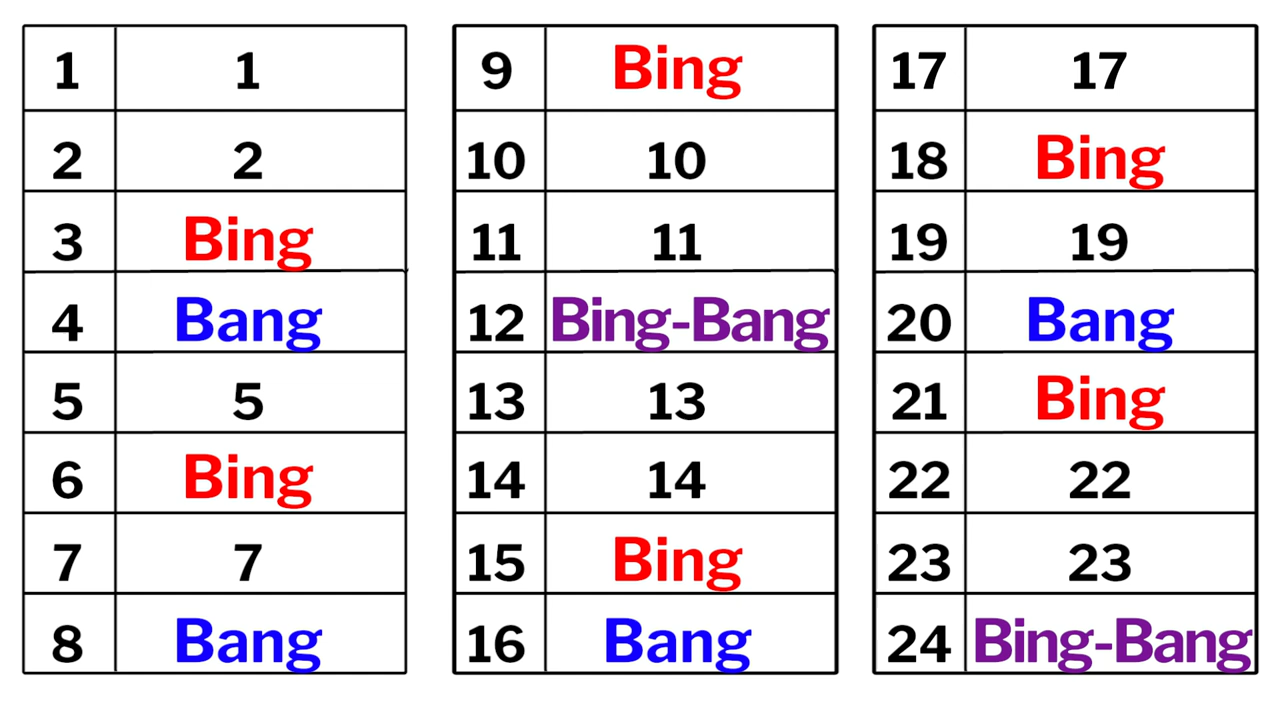 1 1
2 2
3 Bing
4 Bang
5 5
6 Bing
7 7
8 Bang
9 Bing
10 10
11 11
12 Bing-Bang
13 13
14 14
15 Bing
16 Bang
17 17
18 Bing
19 19
20 Bang
21 Bing
22 22
23 23
24 Bing-Bang